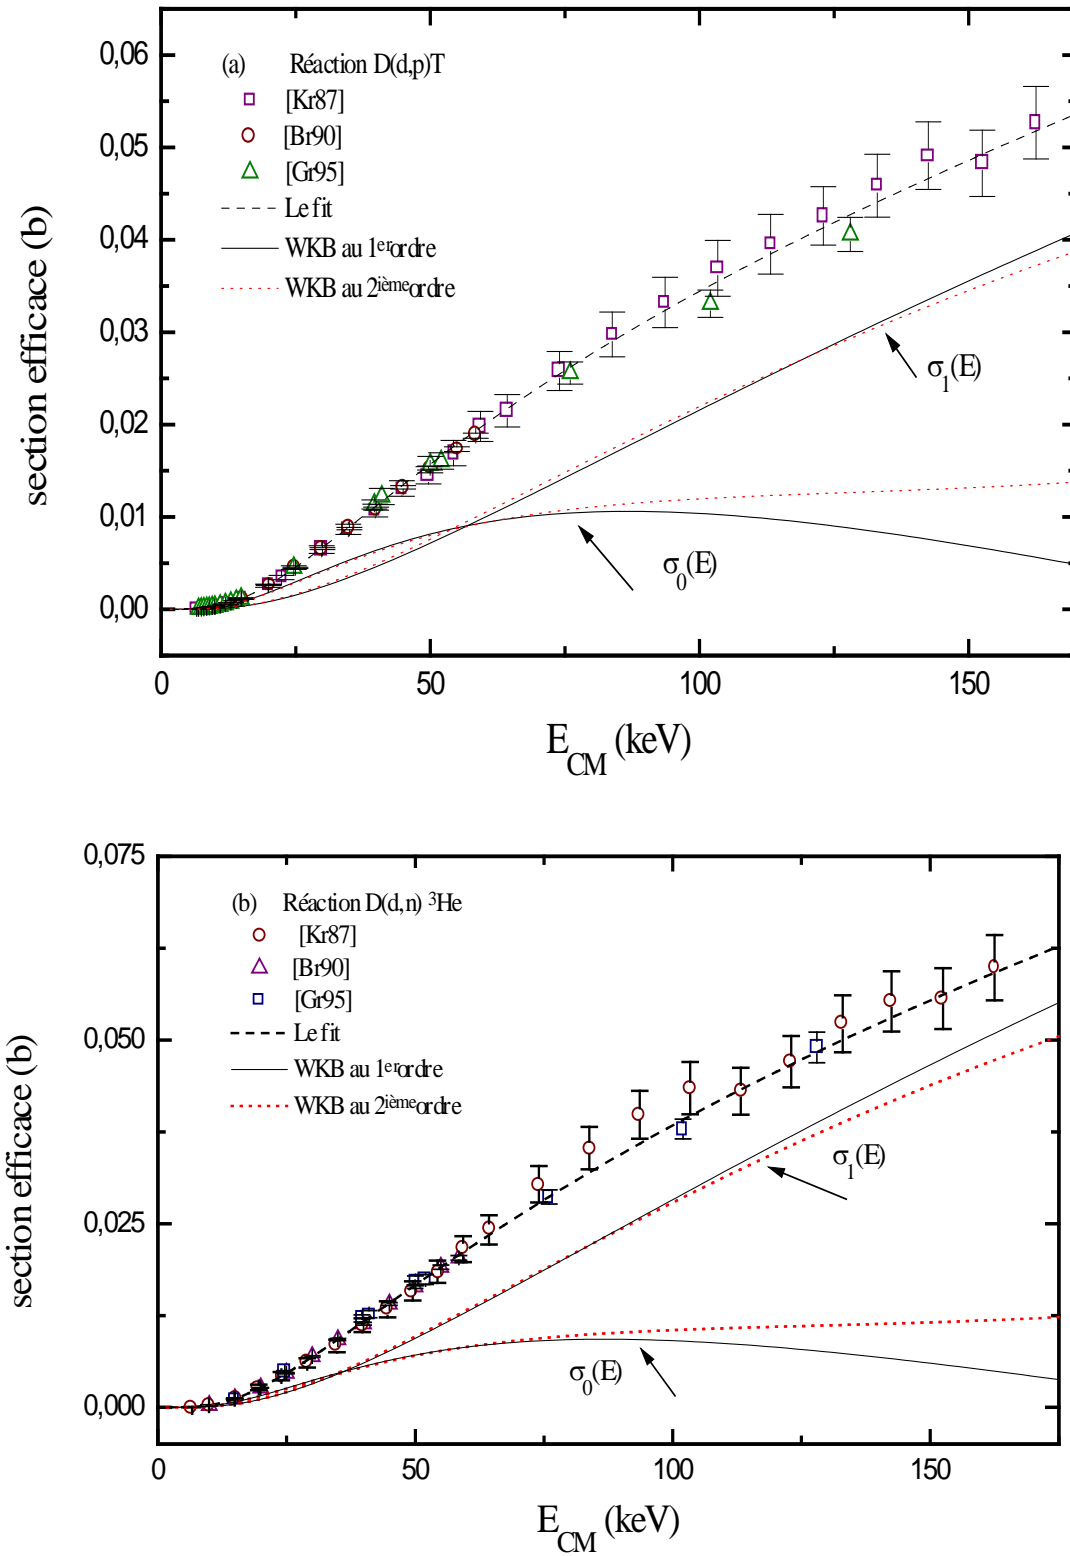 0,06
0,05
0,04
0,03
0,02
0,01
0,00
section efficace (b)
(a) Réaction D(d,p)T
[Kr87]
[Br90]
[Gr95]
Le fit
WKB au 1er ordre
WKB au 2ième ordre
σ1(E)
σ0(E)
0 50 100 150
ECM (keV)
0,075
0,050
0,025
0,000
section efficace (b)
(b) Réaction D(d,n) ³He
[Kr87]
[Br90]
[Gr95]
Le fit
WKB au 1er ordre
WKB au 2ième ordre
σ1(E)
σ0(E)
0 50 100 150
ECM (keV)